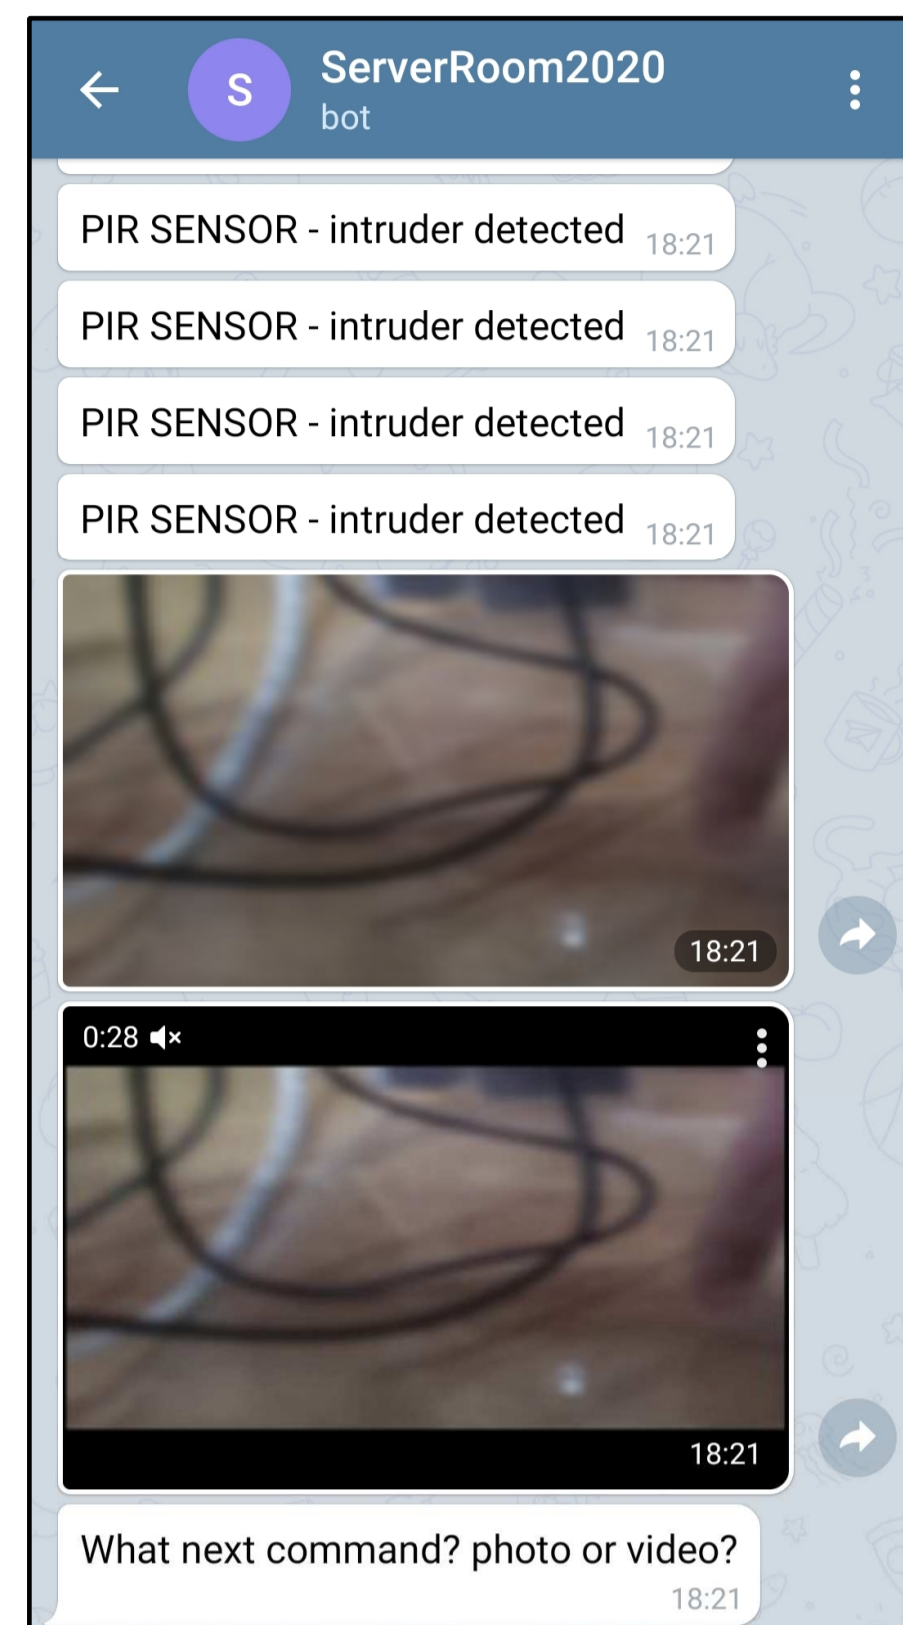 S
ServerRoom2020
bot
PIR SENSOR - intruder detected 18:21
PIR SENSOR - intruder detected 18:21
PIR SENSOR - intruder detected 18:21
PIR SENSOR - intruder detected 18:21
18:21
0:28
18:21
What next command? photo or video?
18:21